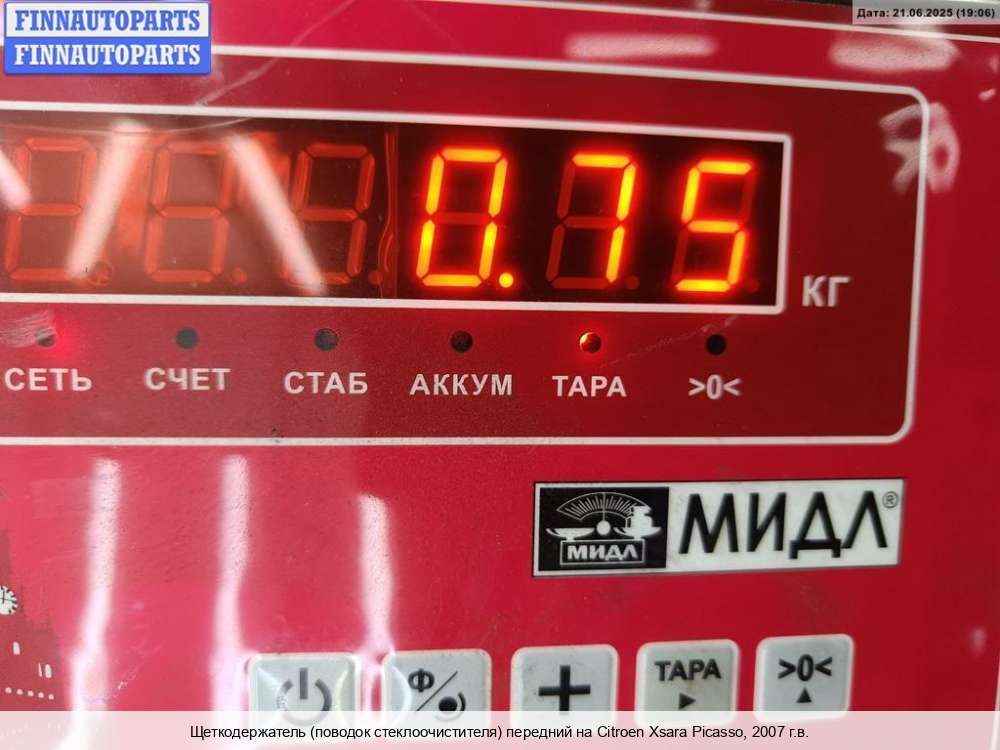 FINNAUTOPARTS
FINNAUTOPARTS
Дата: 21.06.2025 (19:06)
0.75
КГ
СЕТЬ СЧЕТ СТАБ АККУМ ТАРА >0<
МИДЛ МИДЛ®
Ф/ + ТАРА >0<
Щеткодержатель (поводок стеклоочистителя) передний на Citroen Xsara Picasso, 2007 г.в.